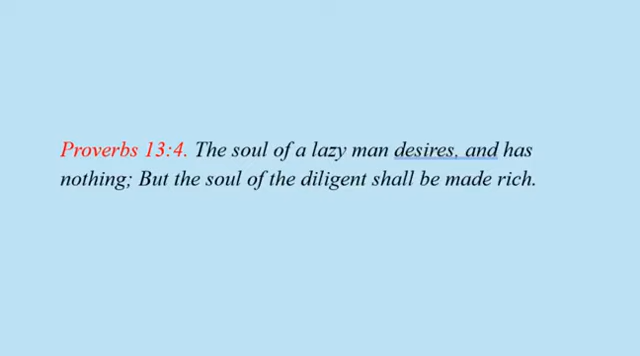 Proverbs 13:4. The soul of a lazy man desires, and has
nothing; But the soul of the diligent shall be made rich.